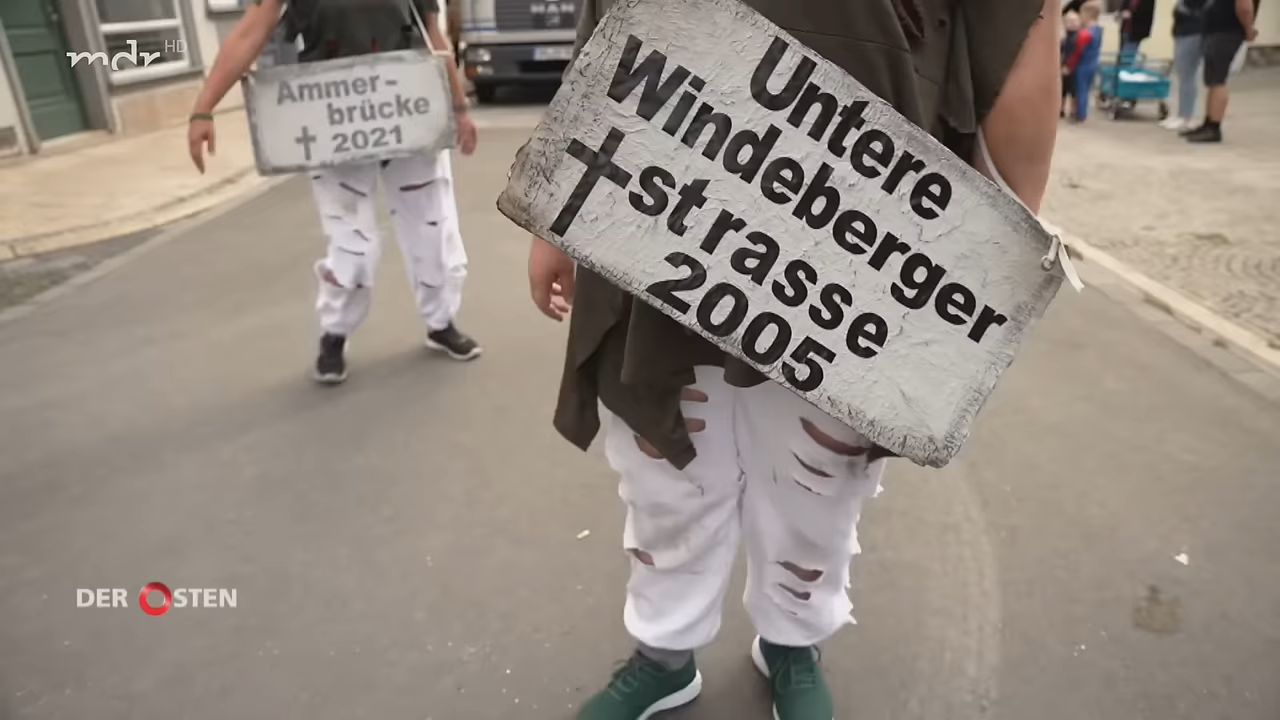 mdr HD
Ammer-
brücke
† 2021
Untere
Windeberger
† strasse
2005
DER OSTEN